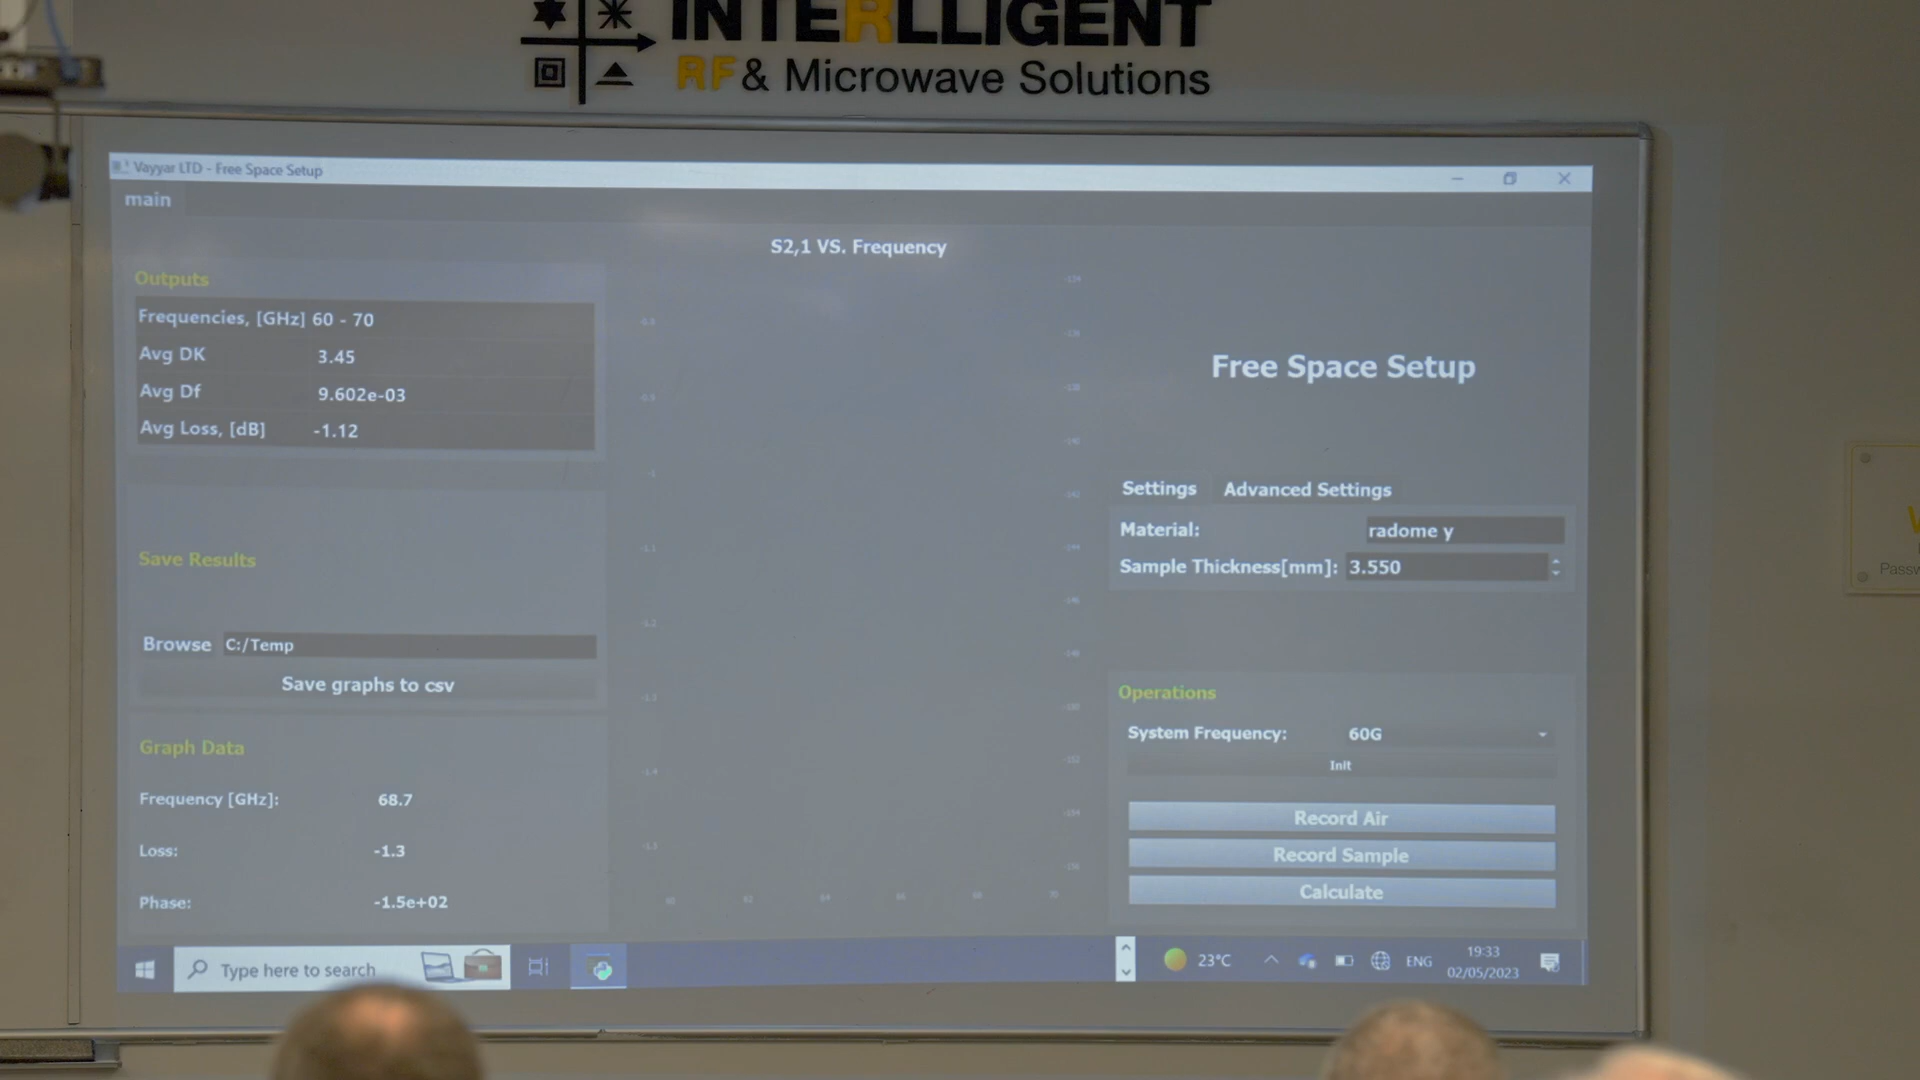 INTERLLIGENT
RF & Microwave Solutions
Vayyar LTD - Free Space Setup
main
S2,1 VS. Frequency
Outputs
Frequencies, [GHz] 60 - 70
Avg DK 3.45
Avg Df 9.602e-03
Avg Loss, [dB] -1.12
Free Space Setup
Settings Advanced Settings
Material: radome y
Sample Thickness[mm]: 3.550
Save Results
Browse C:/Temp
Save graphs to csv
Operations
System Frequency: 60G
Init
Record Air
Record Sample
Calculate
Graph Data
Frequency [GHz]: 68.7
Loss: -1.3
Phase: -1.5e+02
Type here to search
23°C ENG
19:33
02/05/2023